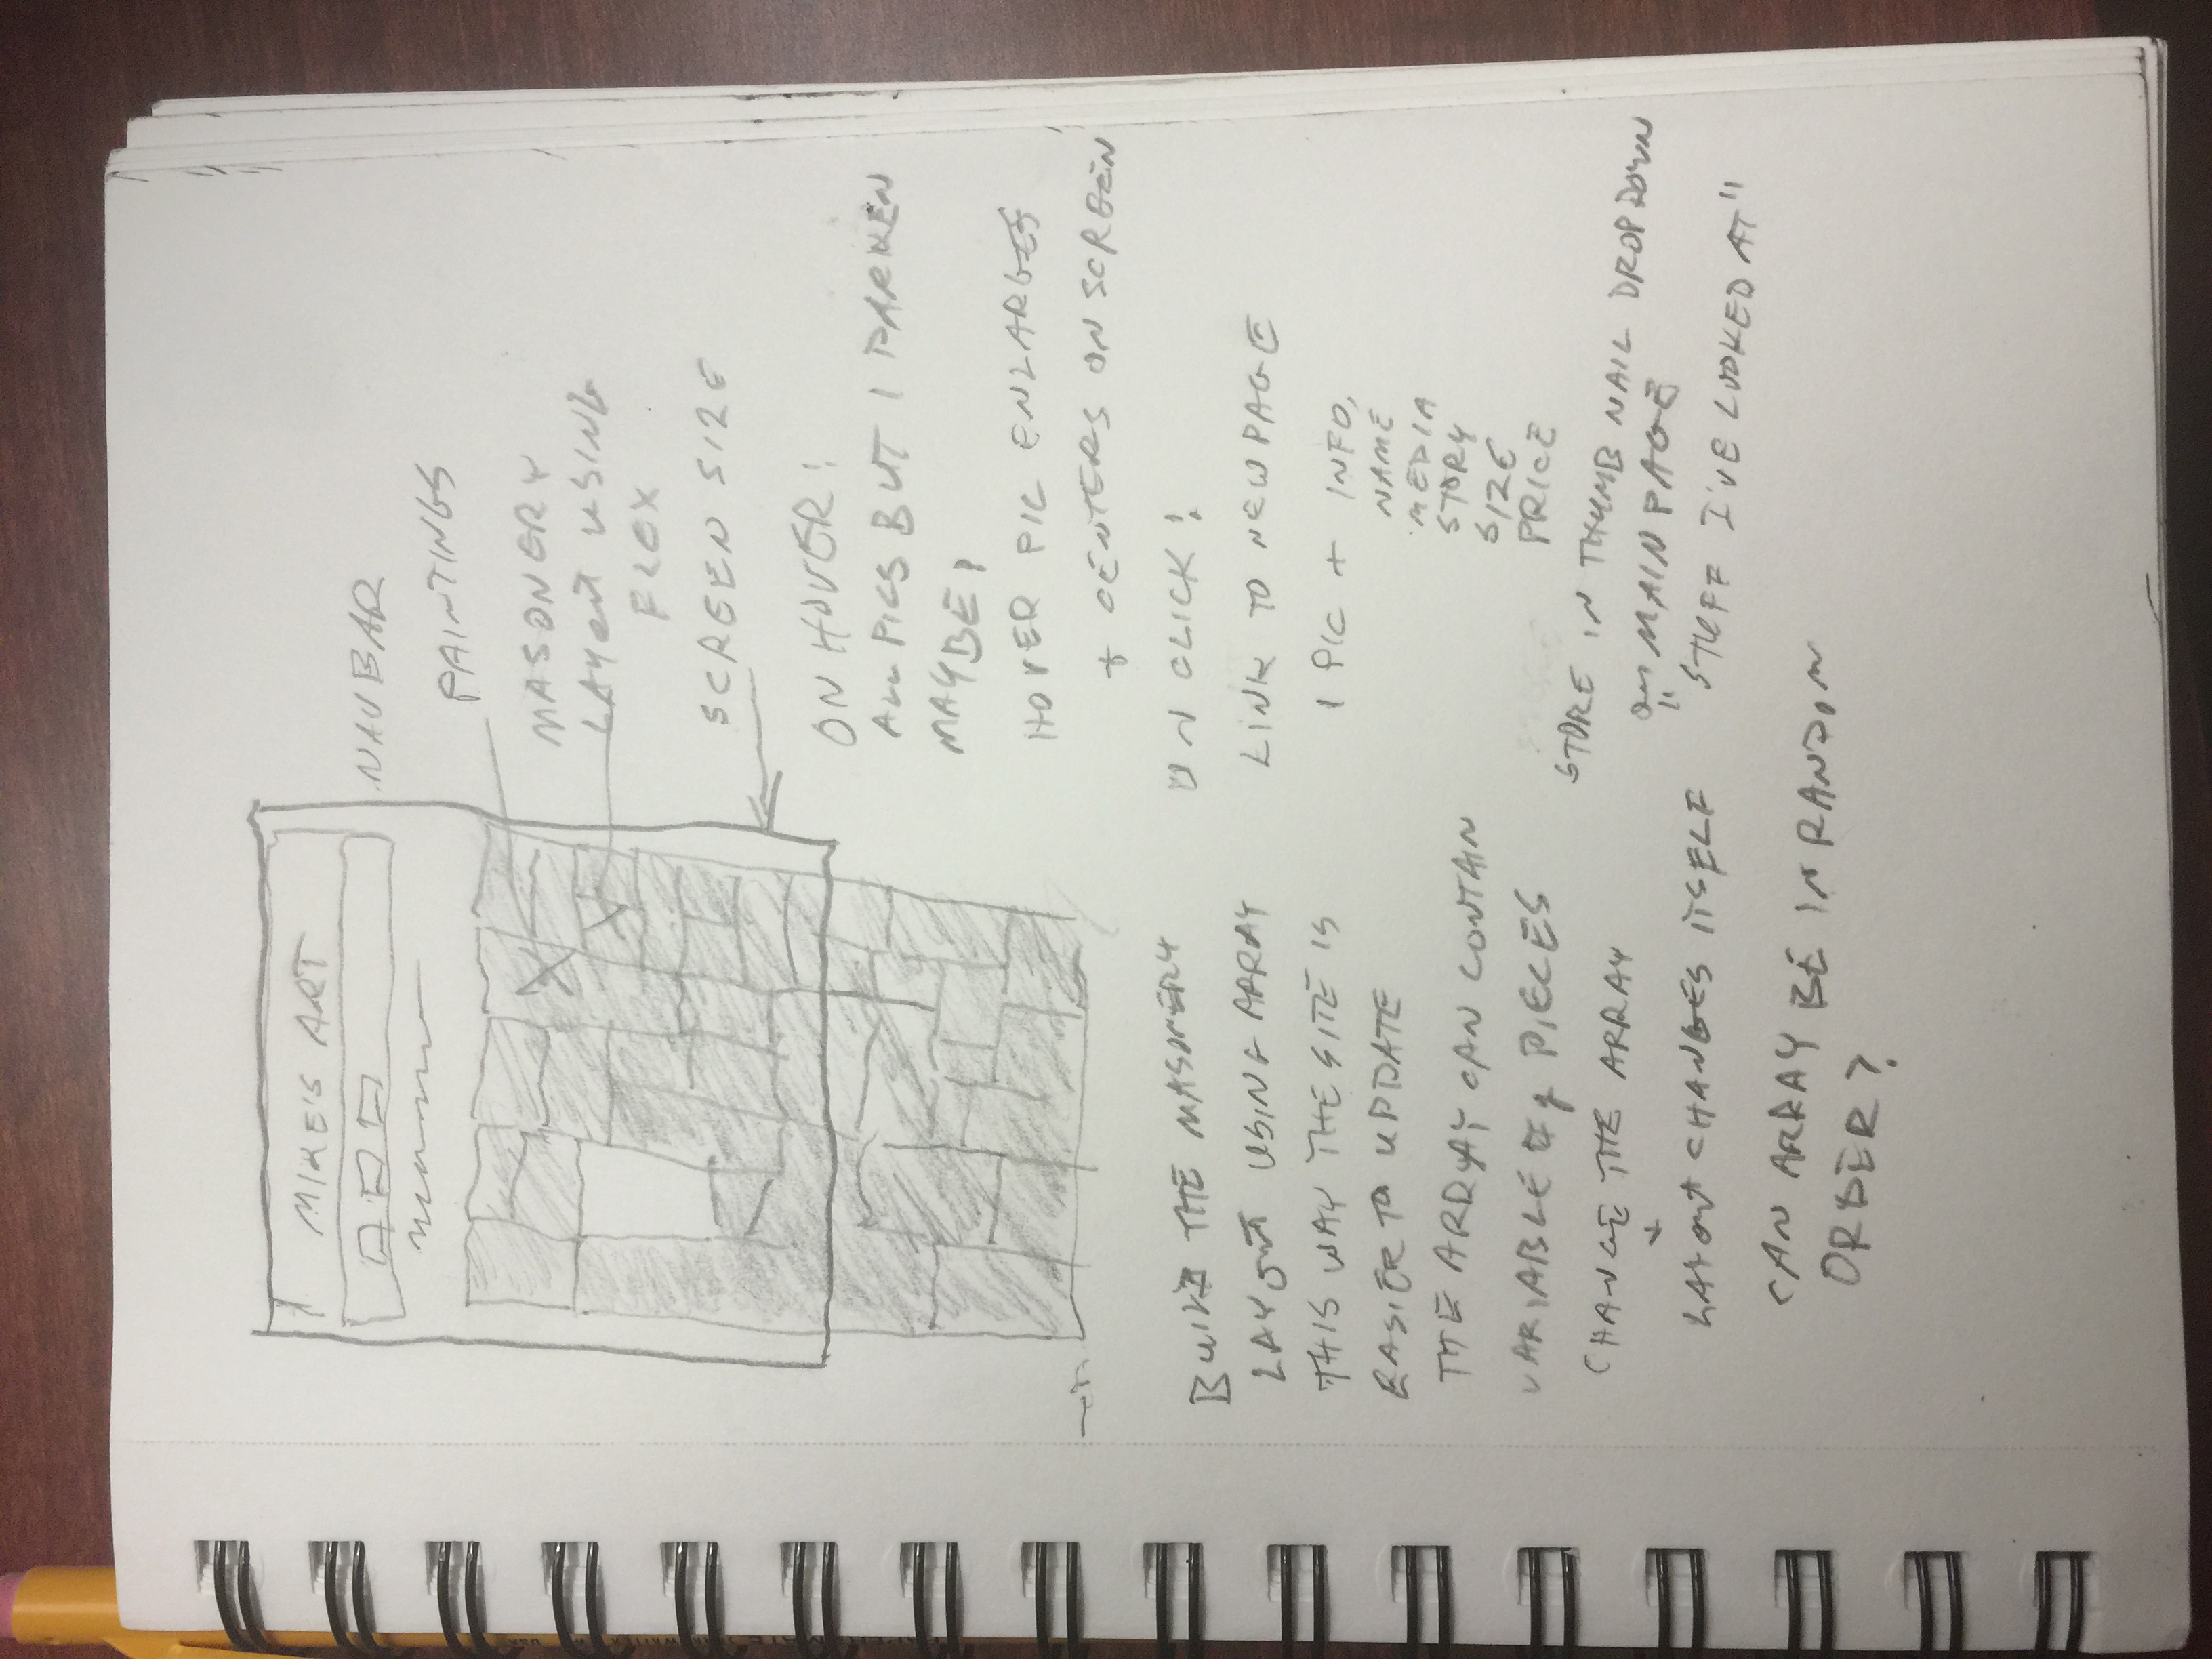 MIKE'S ART
NAVBAR
PAINTINGS
MASONERY
LAYOUT USING
FLEX
SCREEN SIZE
ON HOVER!
ALL PICS BUT 1 DARKEN
MAYBE,
HOVER PIC ENLARGES
+ CENTERS ON SCREEN
ON CLICK!
LINK TO NEW PAGE
1 PIC + INFO,
NAME
MEDIA
STORY
SIZE
PRICE
STORE IN THUMB NAIL DROPDOWN
on MAIN PAGE
"STUFF I'VE LOOKED AT"
BUILD THE MASONERY
LAYOUT USING ARRAY
THIS WAY THE SITE IS
EASIER TO UPDATE
THE ARRAY CAN CONTAIN
VARIABLE # of PIECES
CHANGE THE ARRAY
+
LAYOUT CHANGES ITSELF
CAN ARRAY BE IN RANDOM
ORDER?